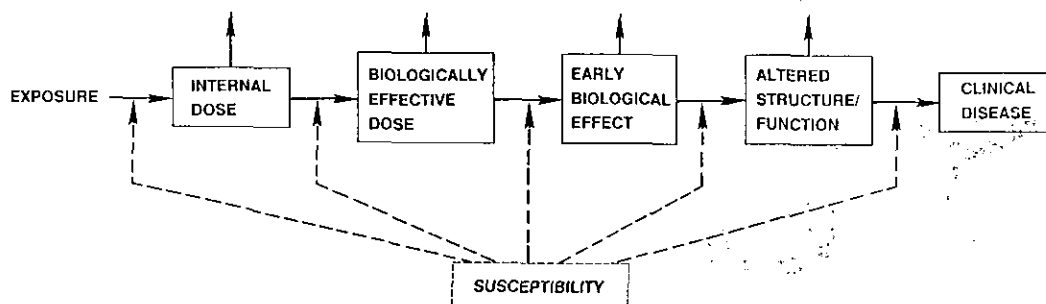 EXPOSURE
INTERNAL
DOSE
BIOLOGICALLY
EFFECTIVE
DOSE
EARLY
BIOLOGICAL
EFFECT
ALTERED
STRUCTURE/
FUNCTION
CLINICAL
DISEASE
SUSCEPTIBILITY